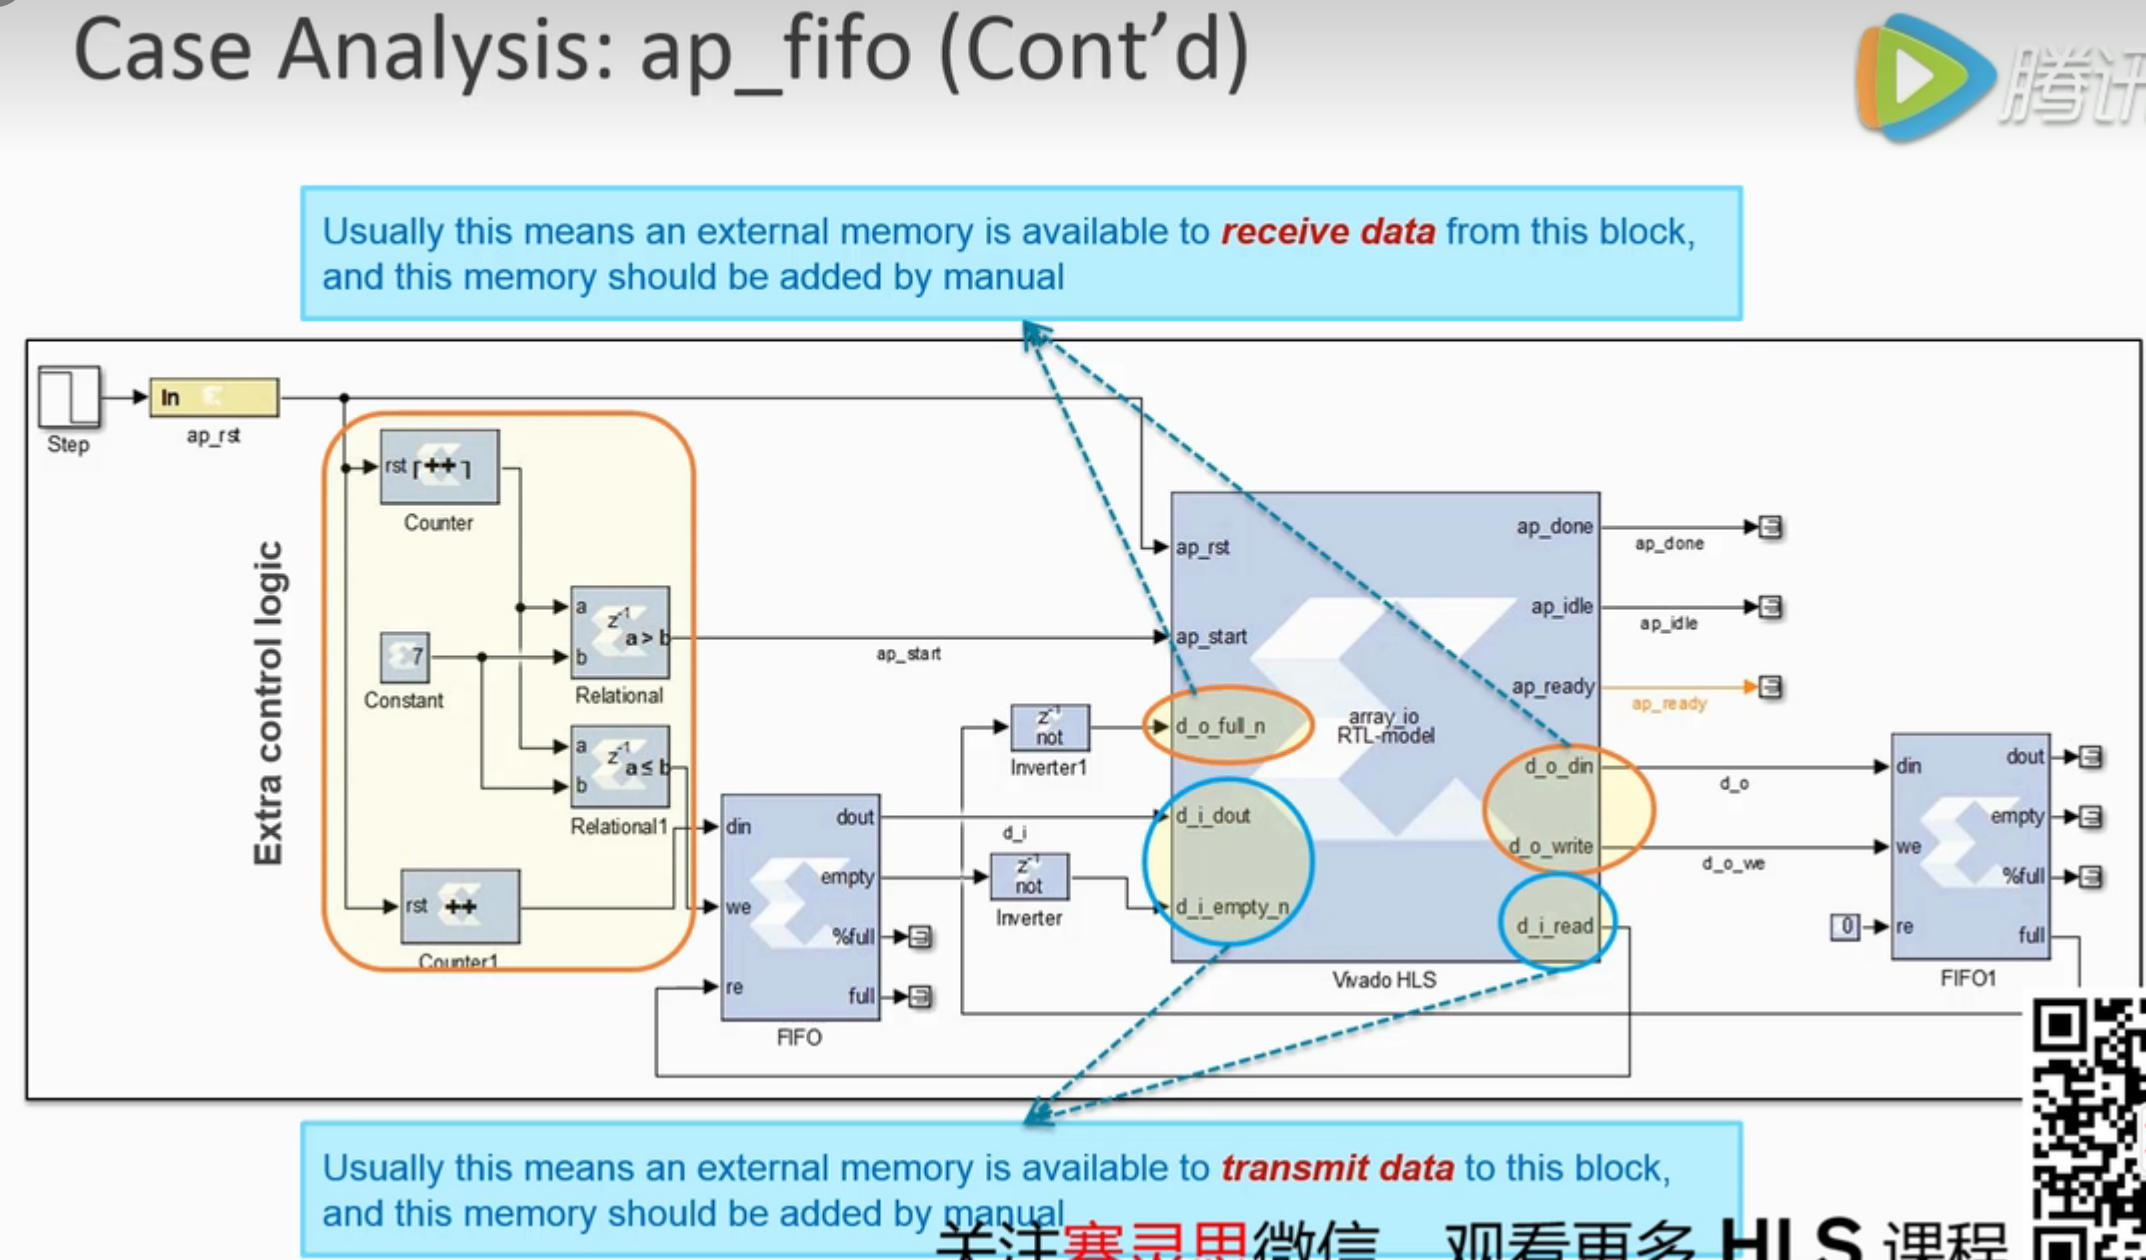 Case Analysis: ap_fifo (Cont'd)
腾讯
Usually this means an external memory is available to receive data from this block,
and this memory should be added by manual
Step
In
ap_rst
Extra control logic
rst
++
Counter
7
Constant
a
b
z-1
a > b
Relational
a
b
z-1
a ≤ b
Relational1
rst
++
Counter1
ap_start
din
we
re
dout
empty
%full
full
FIFO
z-1
not
Inverter1
d_i
z-1
not
Inverter
ap_rst
ap_start
d_o_full_n
d_i_dout
d_i_empty_n
array_io
RTL-model
ap_done
ap_idle
ap_ready
d_o_din
d_o_write
d_i_read
Vivado HLS
ap_done
ap_idle
ap_ready
d_o
d_o_we
0
din
we
re
dout
empty
%full
full
FIFO1
Usually this means an external memory is available to transmit data to this block,
and this memory should be added by manual
关注赛灵思微信 观看更多 HLS 课程